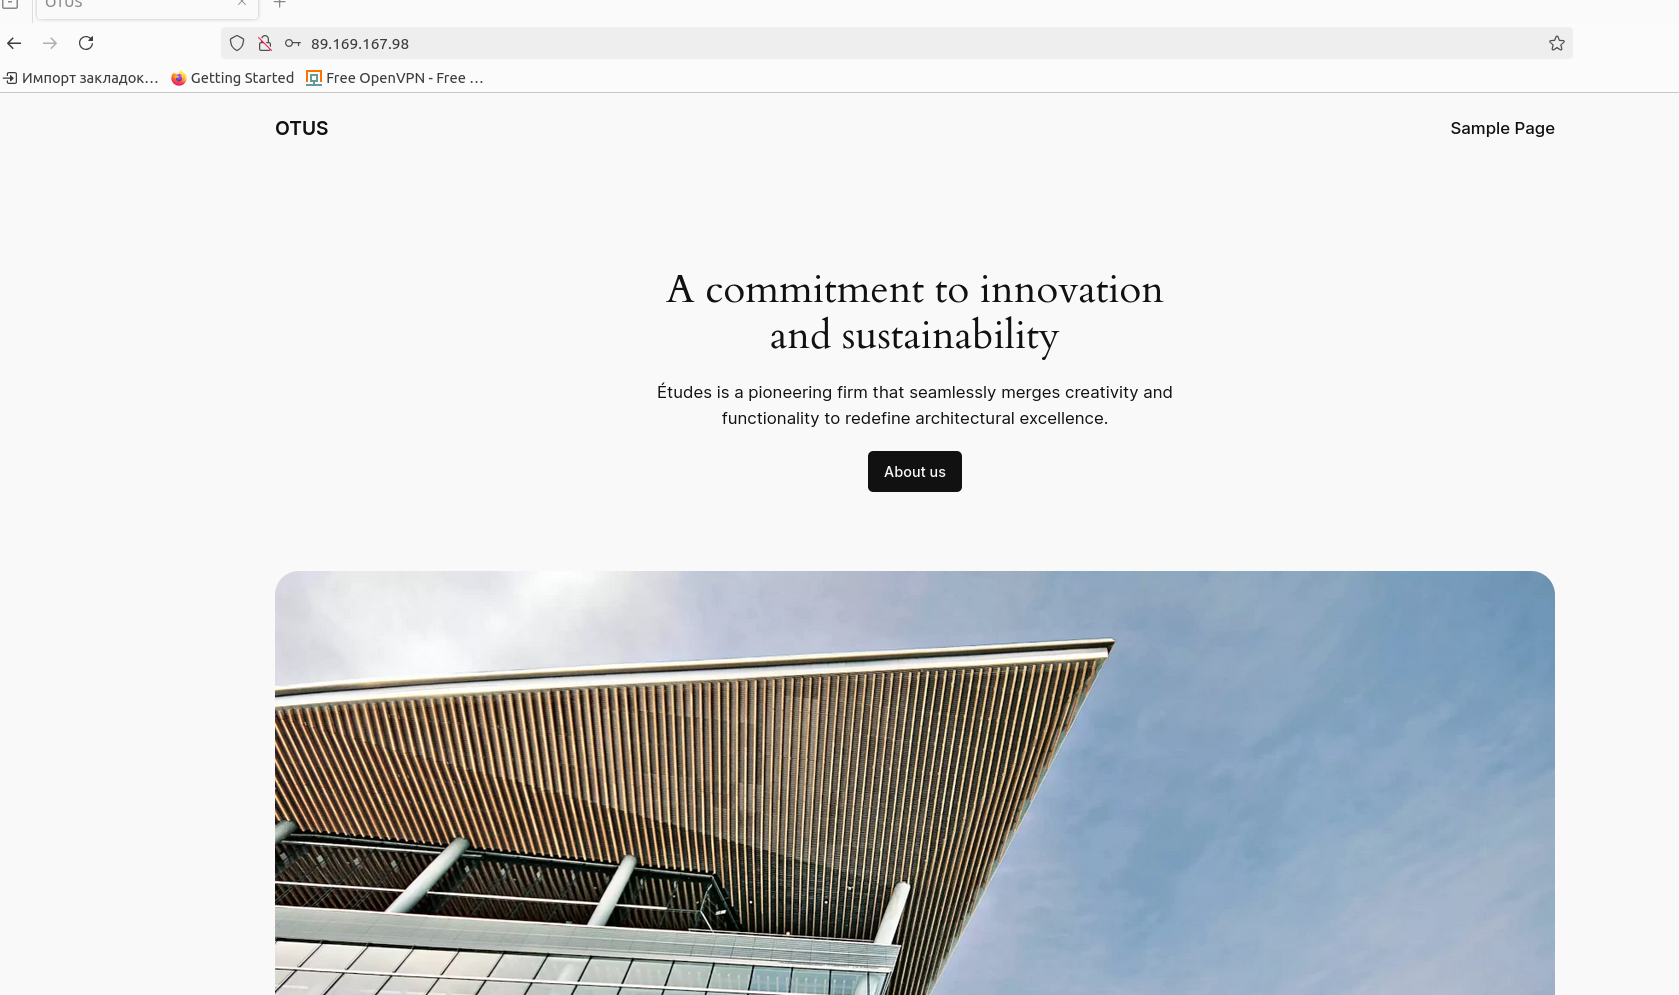 OTUS
89.169.167.98
Импорт закладок...
Getting Started
Free OpenVPN - Free ...
OTUS
Sample Page
A commitment to innovation
and sustainability
Études is a pioneering firm that seamlessly merges creativity and
functionality to redefine architectural excellence.
About us